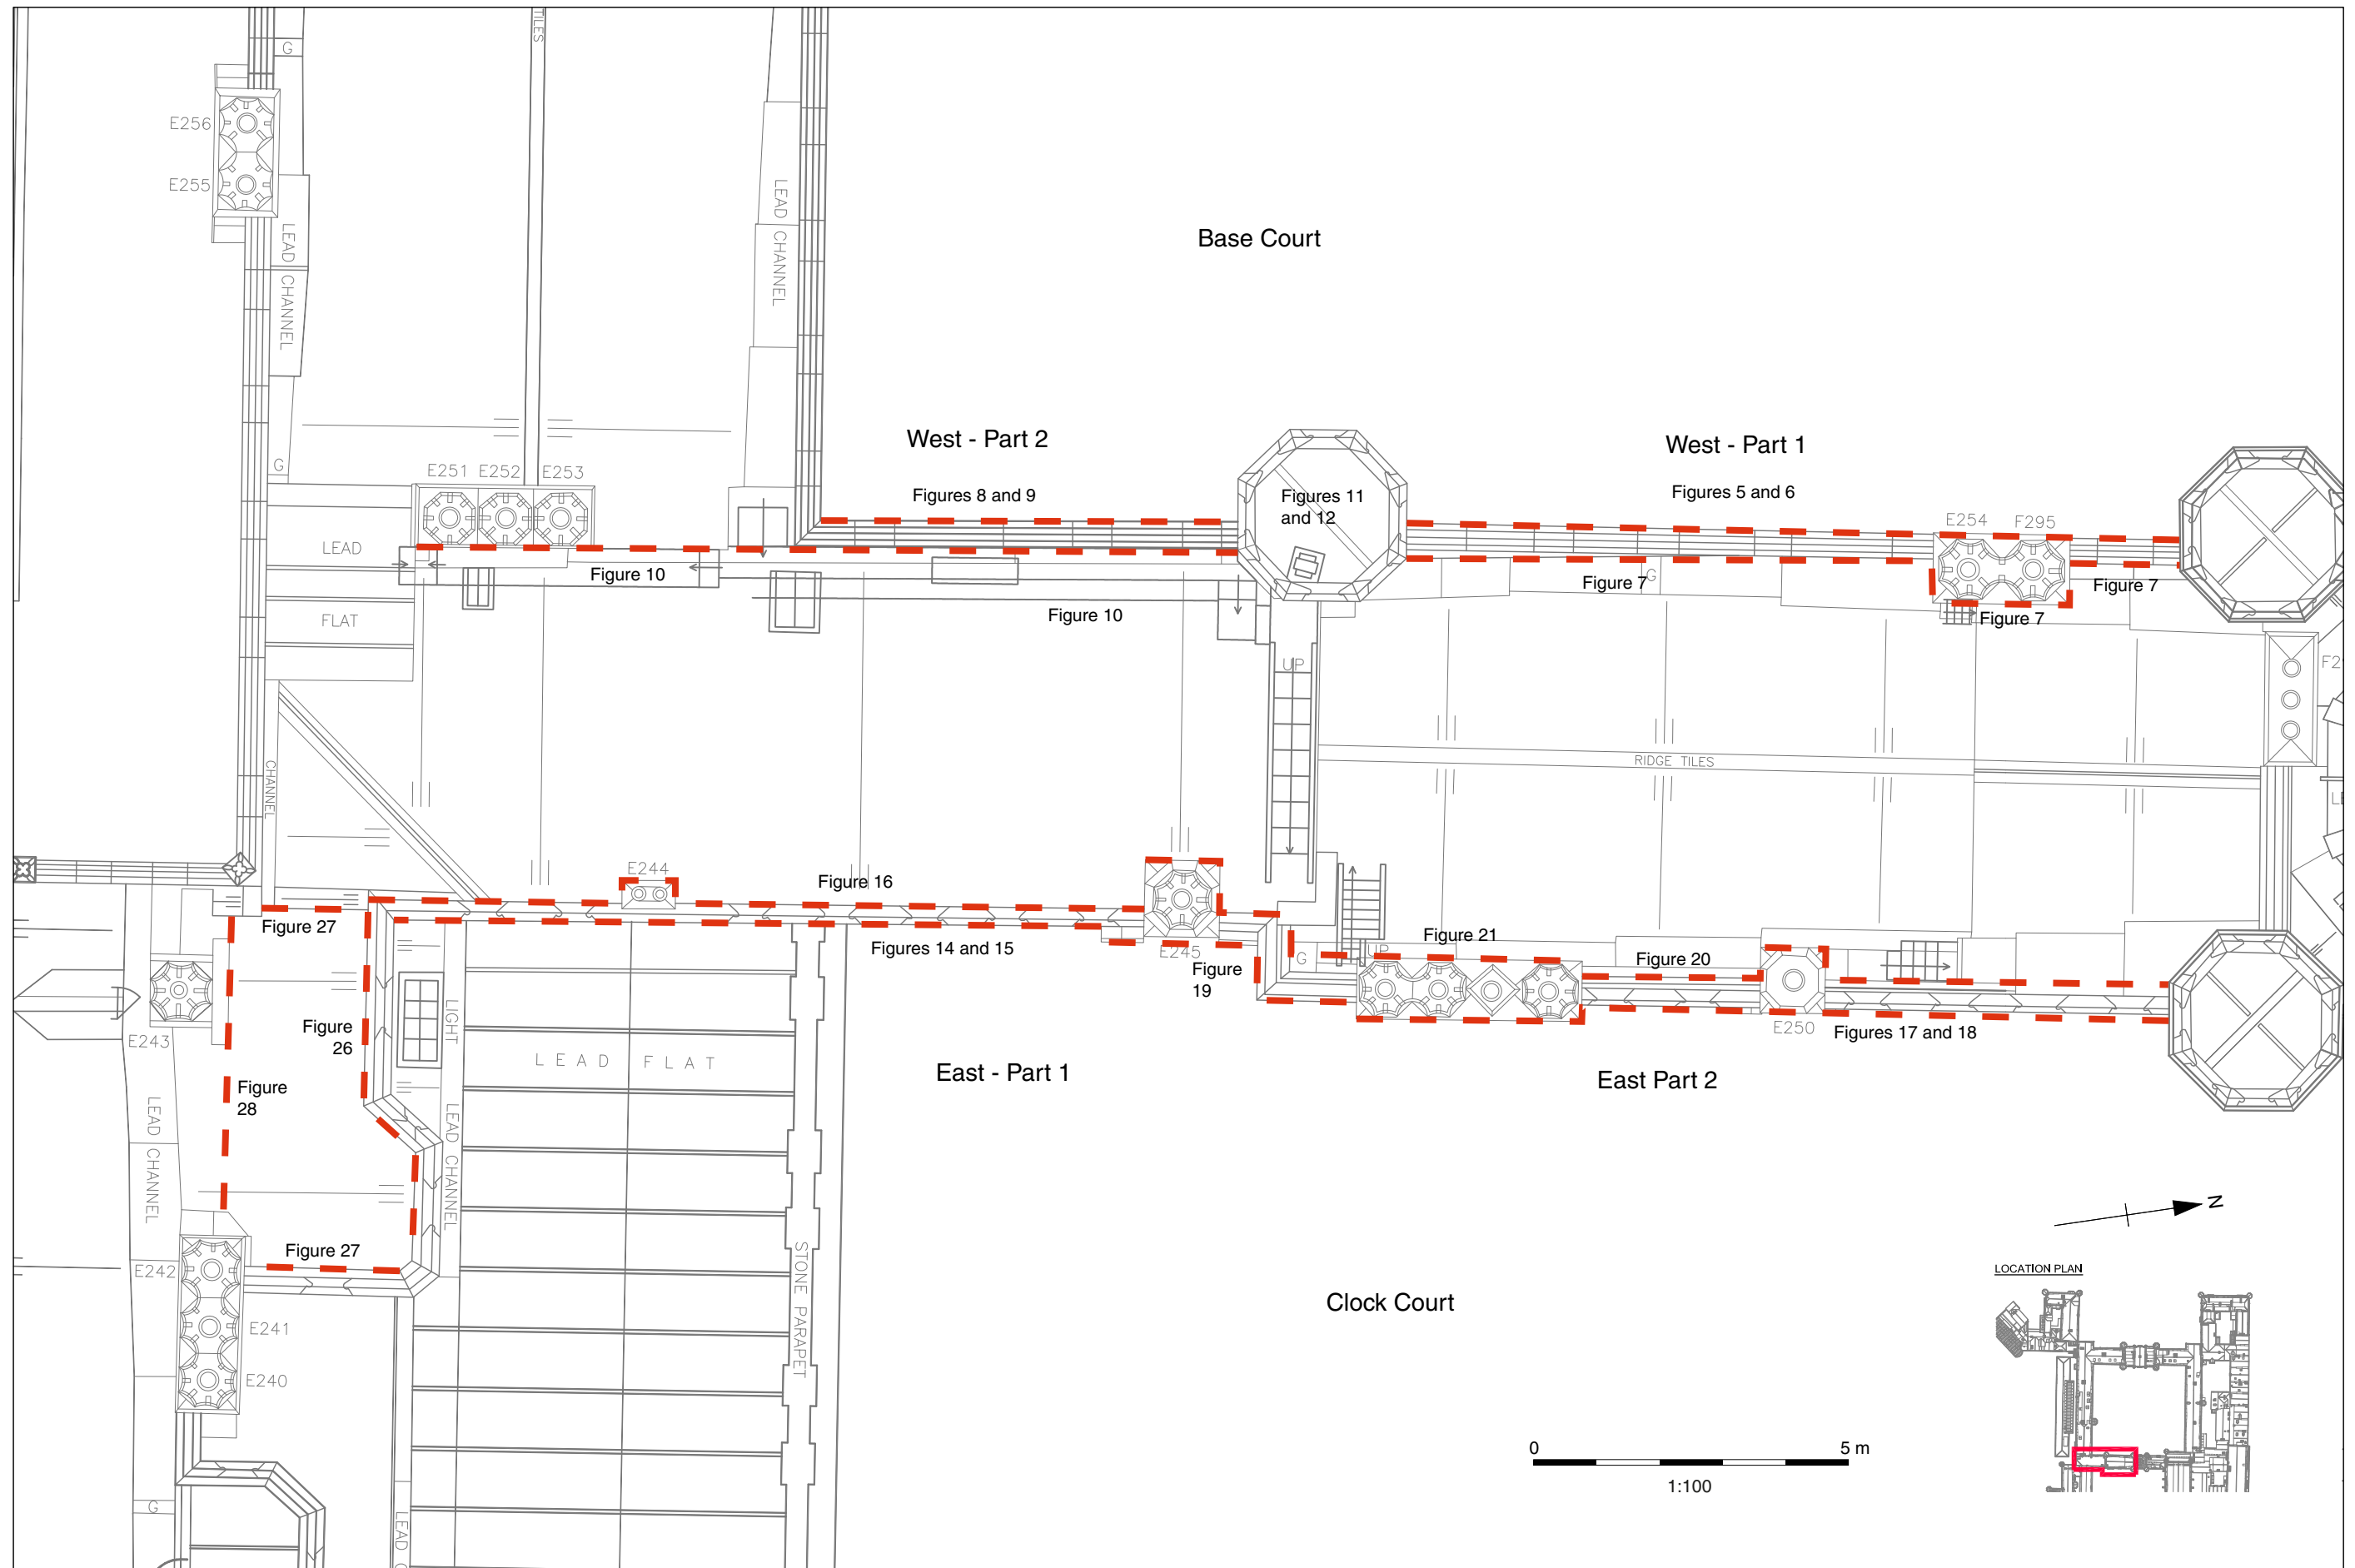 TILES
G
E256
E255
LEAD CHANNEL
LEAD CHANNEL
Base Court
West - Part 2
West - Part 1
G
E251 E252 E253
Figures 8 and 9
Figures 11
and 12
Figures 5 and 6
E254 F295
LEAD
FLAT
Figure 10
Figure 10
Figure 7
G
Figure 7
Figure 7
UP
RIDGE TILES
CHANNEL
E244
Figure 16
Figure 27
Figures 14 and 15
E245
Figure
19
G
UP
Figure 21
Figure 20
E250
Figures 17 and 18
E243
Figure
26
LIGHT
LEAD FLAT
East - Part 1
East Part 2
Figure
28
LEAD CHANNEL
LEAD CHANNEL
N
Figure 27
E242
E241
E240
STONE PARAPET
Clock Court
LOCATION PLAN
0 5 m
1:100
G
LEAD